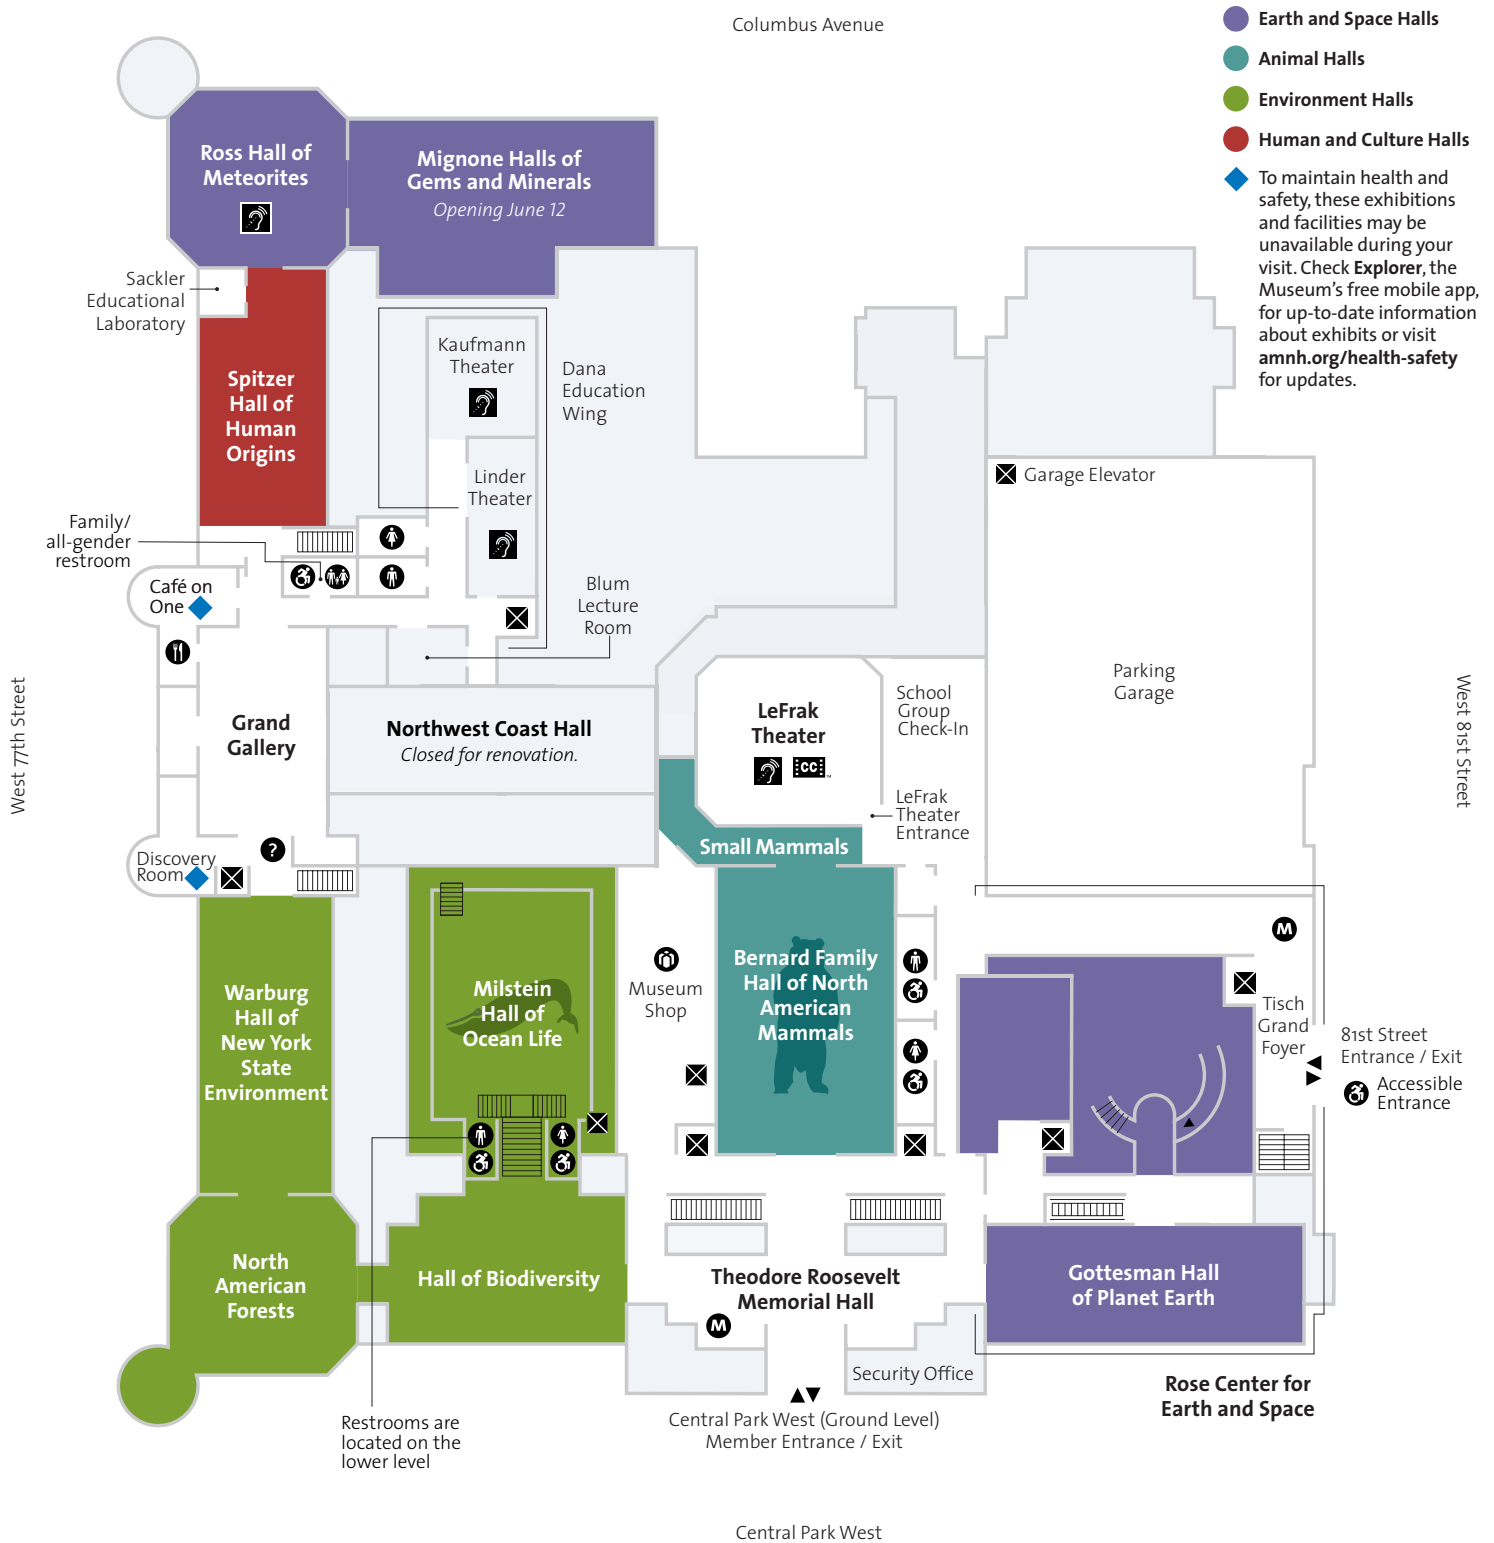 Columbus Avenue
Earth and Space Halls
Animal Halls
Environment Halls
Human and Culture Halls
To maintain health and
safety, these exhibitions
and facilities may be
unavailable during your
visit. Check Explorer, the
Museum's free mobile app,
for up-to-date information
about exhibits or visit
amnh.org/health-safety
for updates.
Ross Hall of
Meteorites
Mignone Halls of
Gems and Minerals
Opening June 12
Sackler
Educational
Laboratory
Spitzer
Hall of
Human
Origins
Kaufmann
Theater
Dana
Education
Wing
Linder
Theater
Garage Elevator
Family/
all-gender
restroom
Café on
One
Blum
Lecture
Room
West 77th Street
Grand
Gallery
Northwest Coast Hall
Closed for renovation.
LeFrak
Theater
CC
School
Group
Check-In
LeFrak
Theater
Entrance
Parking
Garage
West 81st Street
?
Discovery
Room
Small Mammals
Warburg
Hall of
New York
State
Environment
Milstein
Hall of
Ocean Life
Museum
Shop
Bernard Family
Hall of North
American
Mammals
M
Tisch
Grand
Foyer
81st Street
Entrance / Exit
Accessible
Entrance
North
American
Forests
Hall of Biodiversity
Theodore Roosevelt
Memorial Hall
M
Gottesman Hall
of Planet Earth
Security Office
Rose Center for
Earth and Space
Restrooms are
located on the
lower level
Central Park West (Ground Level)
Member Entrance / Exit
Central Park West